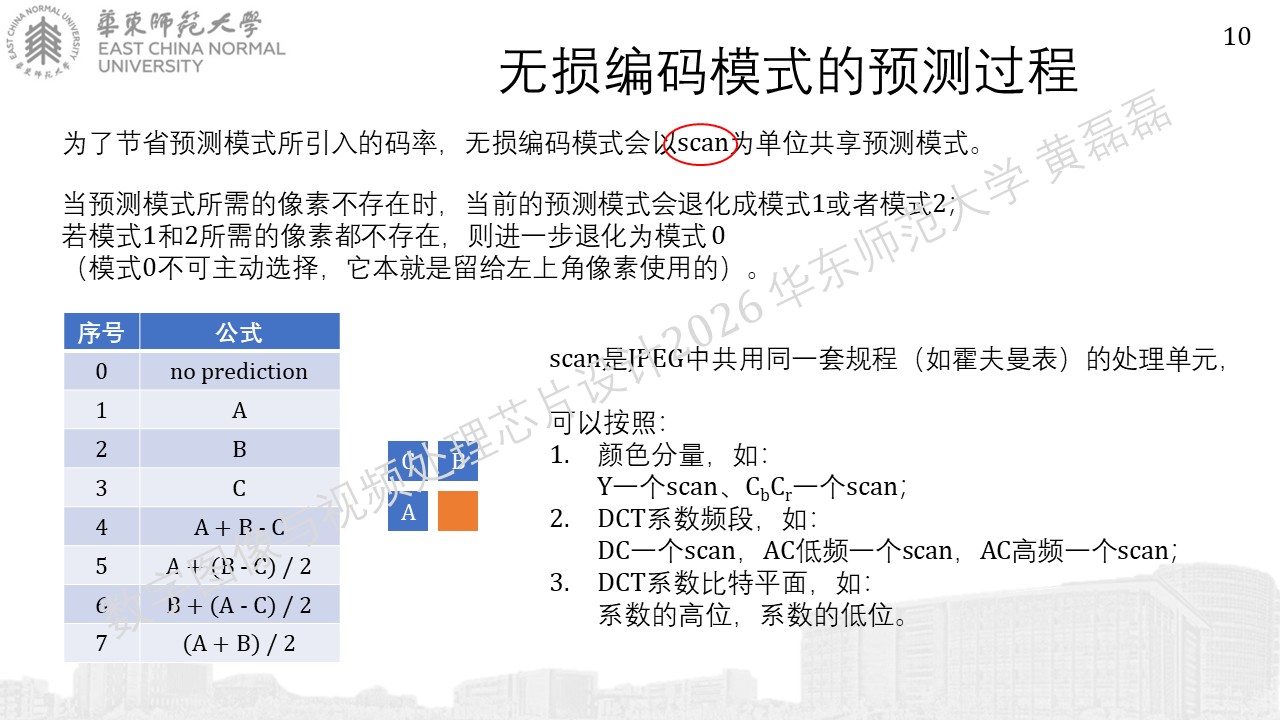 華東師範大學
EAST CHINA NORMAL
UNIVERSITY
EAST CHINA NORMAL UNIVERSITY
華東師範大學
10
无损编码模式的预测过程
为了节省预测模式所引入的码率，无损编码模式会以scan为单位共享预测模式。
当预测模式所需的像素不存在时，当前的预测模式会退化成模式1或者模式2；
若模式1和2所需的像素都不存在，则进一步退化为模式0
（模式0不可主动选择，它本就是留给左上角像素使用的）。
序号 公式
0 no prediction
1 A
2 B
3 C
4 A + B - C
5 A + (B - C) / 2
6 B + (A - C) / 2
7 (A + B) / 2
C B
A
scan是JPEG中共用同一套规程（如霍夫曼表）的处理单元，
可以按照：
1. 颜色分量，如：
Y一个scan、CbCr一个scan；
2. DCT系数频段，如：
DC一个scan，AC低频一个scan，AC高频一个scan；
3. DCT系数比特平面，如：
系数的高位，系数的低位。
数字图像与视频处理芯片设计2026 华东师范大学 黄磊磊